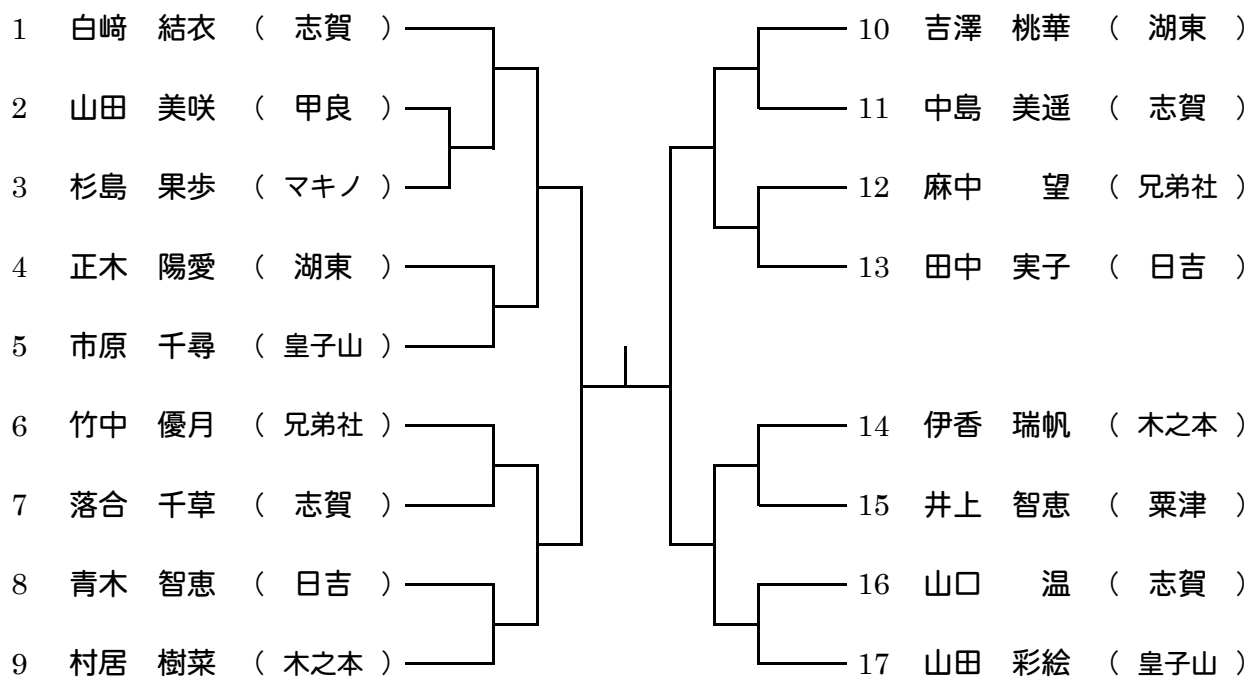 1 白﨑 結衣 ( 志賀 )
2 山田 美咲 ( 甲良 )
3 杉島 果歩 ( マキノ )
4 正木 陽愛 ( 湖東 )
5 市原 千尋 ( 皇子山 )
6 竹中 優月 ( 兄弟社 )
7 落合 千草 ( 志賀 )
8 青木 智恵 ( 日吉 )
9 村居 樹菜 ( 木之本 )
10 吉澤 桃華 ( 湖東 )
11 中島 美遥 ( 志賀 )
12 麻中 望 ( 兄弟社 )
13 田中 実子 ( 日吉 )
14 伊香 瑞帆 ( 木之本 )
15 井上 智恵 ( 粟津 )
16 山口 温 ( 志賀 )
17 山田 彩絵 ( 皇子山 )